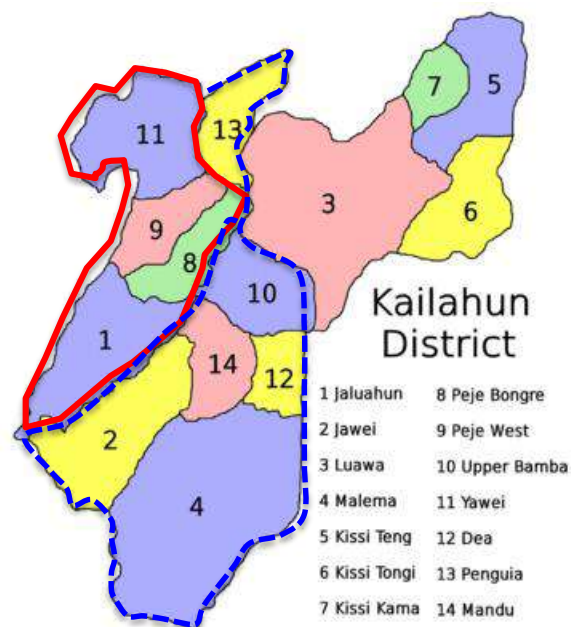 7
5
13
11
3
6
9
8
10
1
14
12
2
4
Kailahun
District
1 Jaluahun
2 Jawei
3 Luawa
4 Malema
5 Kissi Teng
6 Kissi Tongi
7 Kissi Kama
8 Peje Bongre
9 Peje West
10 Upper Bamba
11 Yawei
12 Dea
13 Penguia
14 Mandu